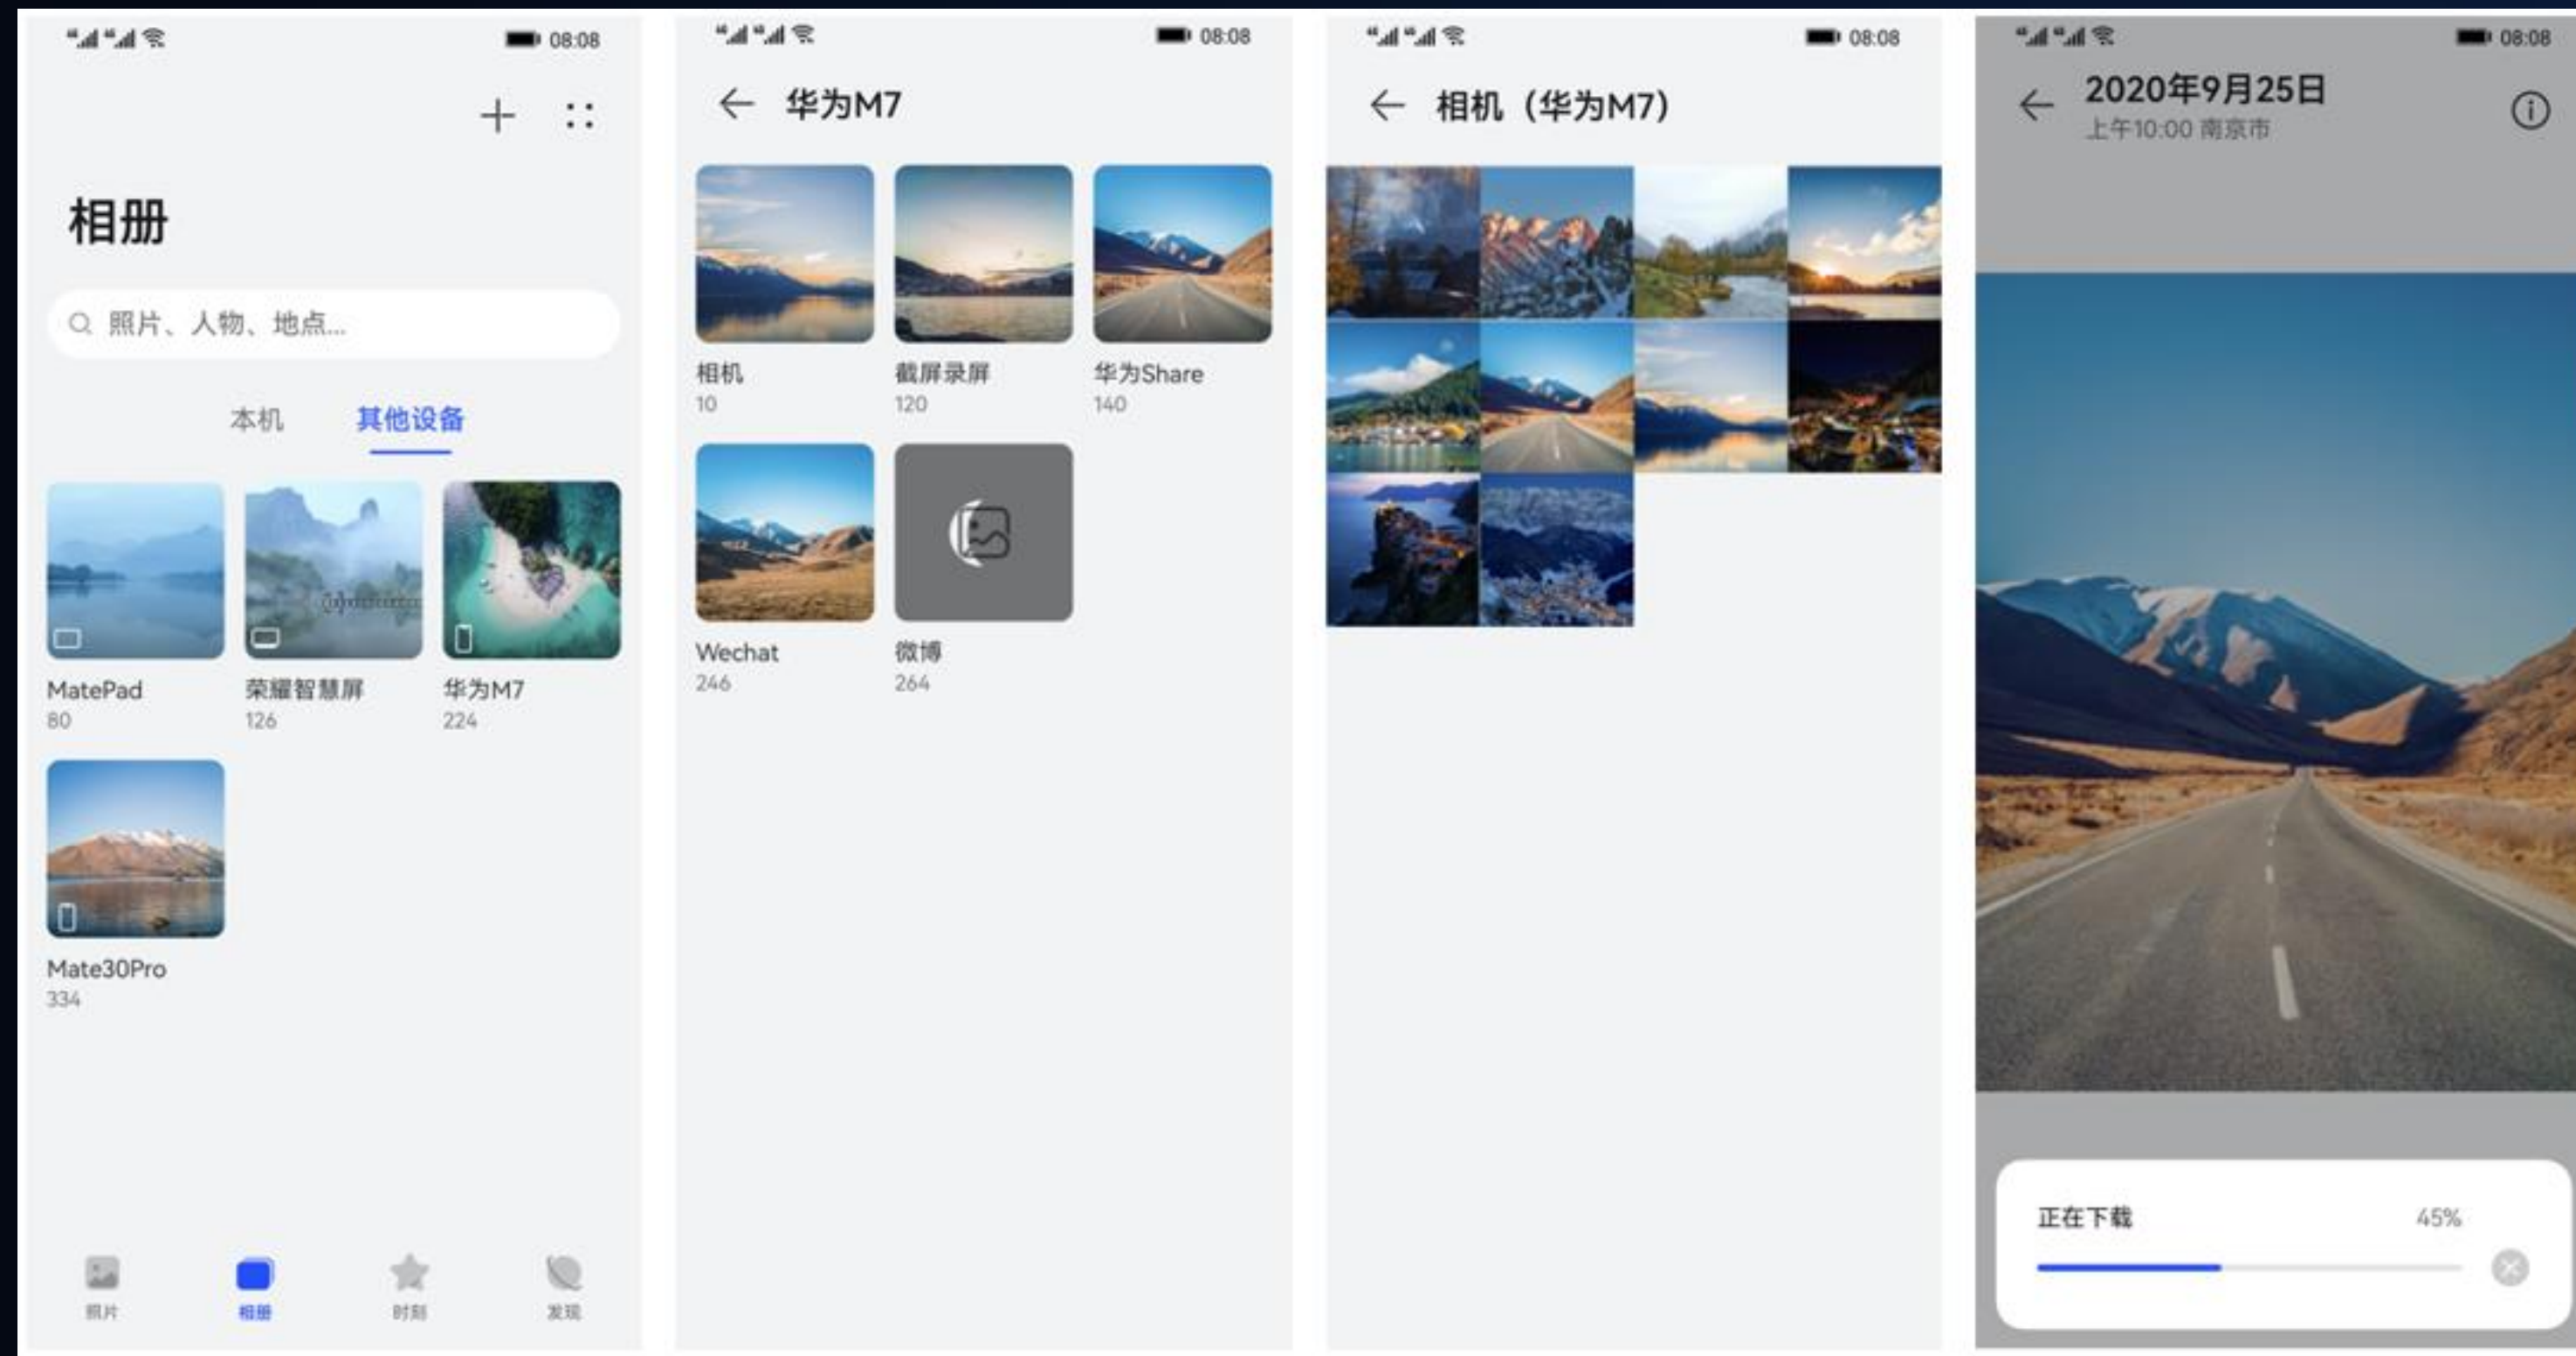 08:08
相册
照片、人物、地点...
本机
其他设备
MatePad
80
荣耀智慧屏
126
华为M7
224
Mate30Pro
334
照片
相册
时刻
发现
08:08
华为M7
相机
10
截屏录屏
120
华为Share
140
Wechat
246
微博
264
08:08
相机（华为M7）
08:08
2020年9月25日
上午10:00 南京市
正在下载
45%